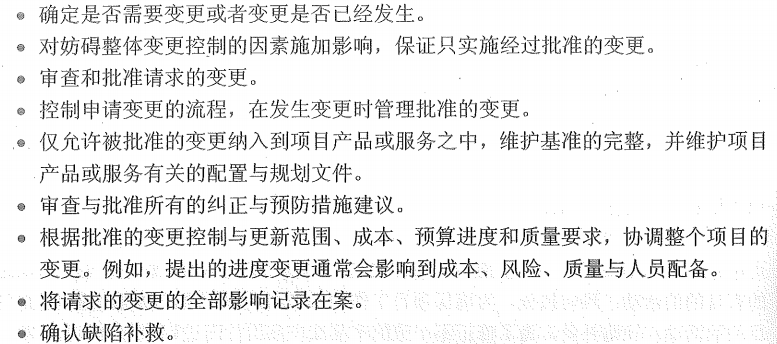 • 确定是否需要变更或者变更是否已经发生。
• 对妨碍整体变更控制的因素施加影响，保证只实施经过批准的变更。
• 审查和批准请求的变更。
• 控制申请变更的流程，在发生变更时管理批准的变更。
• 仅允许被批准的变更纳入到项目产品或服务之中，维护基准的完整，并维护项目
产品或服务有关的配置与规划文件。
• 审查与批准所有的纠正与预防措施建议。
• 根据批准的变更控制与更新范围、成本、预算进度和质量要求，协调整个项目的
变更。例如，提出的进度变更通常会影响到成本、风险、质量与人员配备。
• 将请求的变更的全部影响记录在案。
• 确认缺陷补救。